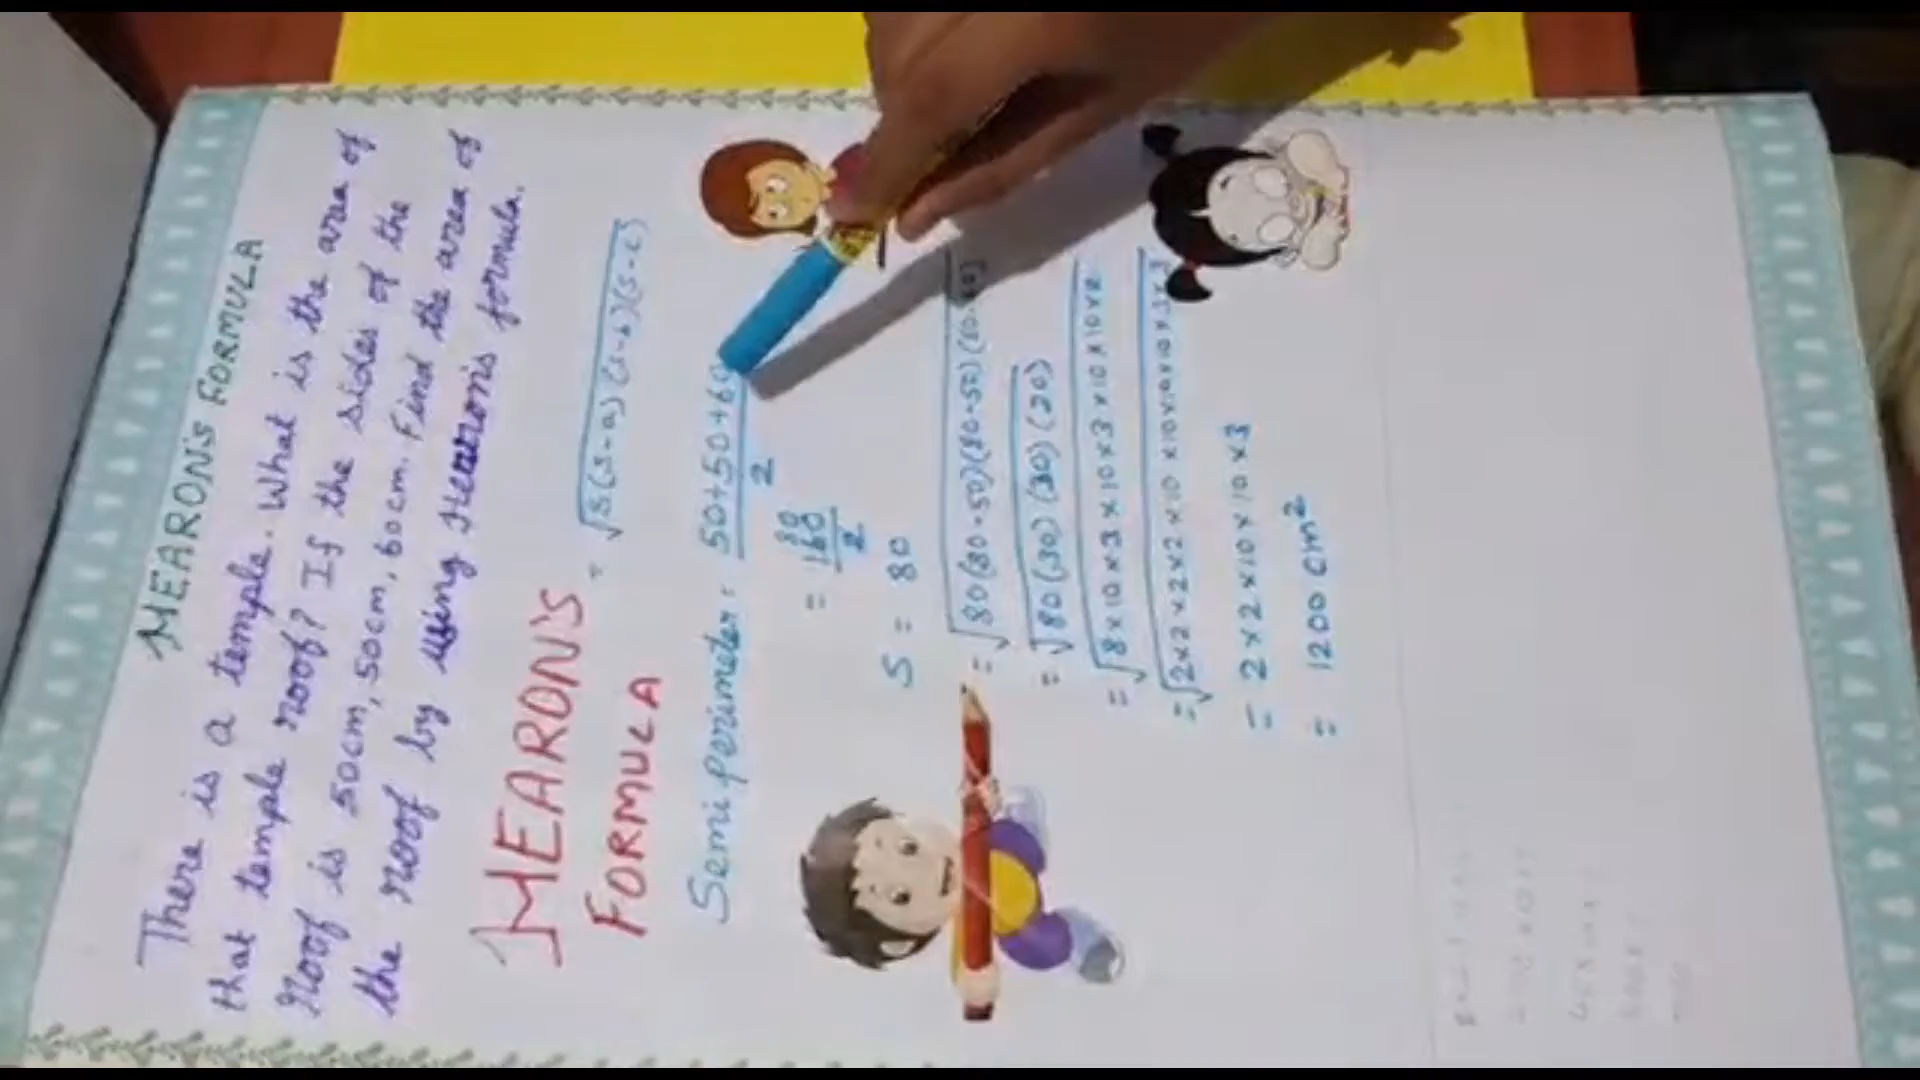 HEARON'S FORMULA
There is a temple. What is the area of
that temple roof? If the sides of the
roof is 50cm, 50cm, 60cm. Find the area of
the roof by using Hearon's formula.
HEARON'S
FORMULA
= √s(s-a)(s-b)(s-c)
Semi perimeter = 50+50+60
2
80
= 160
2
S = 80
= √80(80-50)(80-50)(80-60)
= √80(30)(30)(20)
= √8×10×3×10×3×10×10×2
= √2×2×2×2×10×10×10×10×3×3
= 2×2×10×10×3
= 1200 cm²